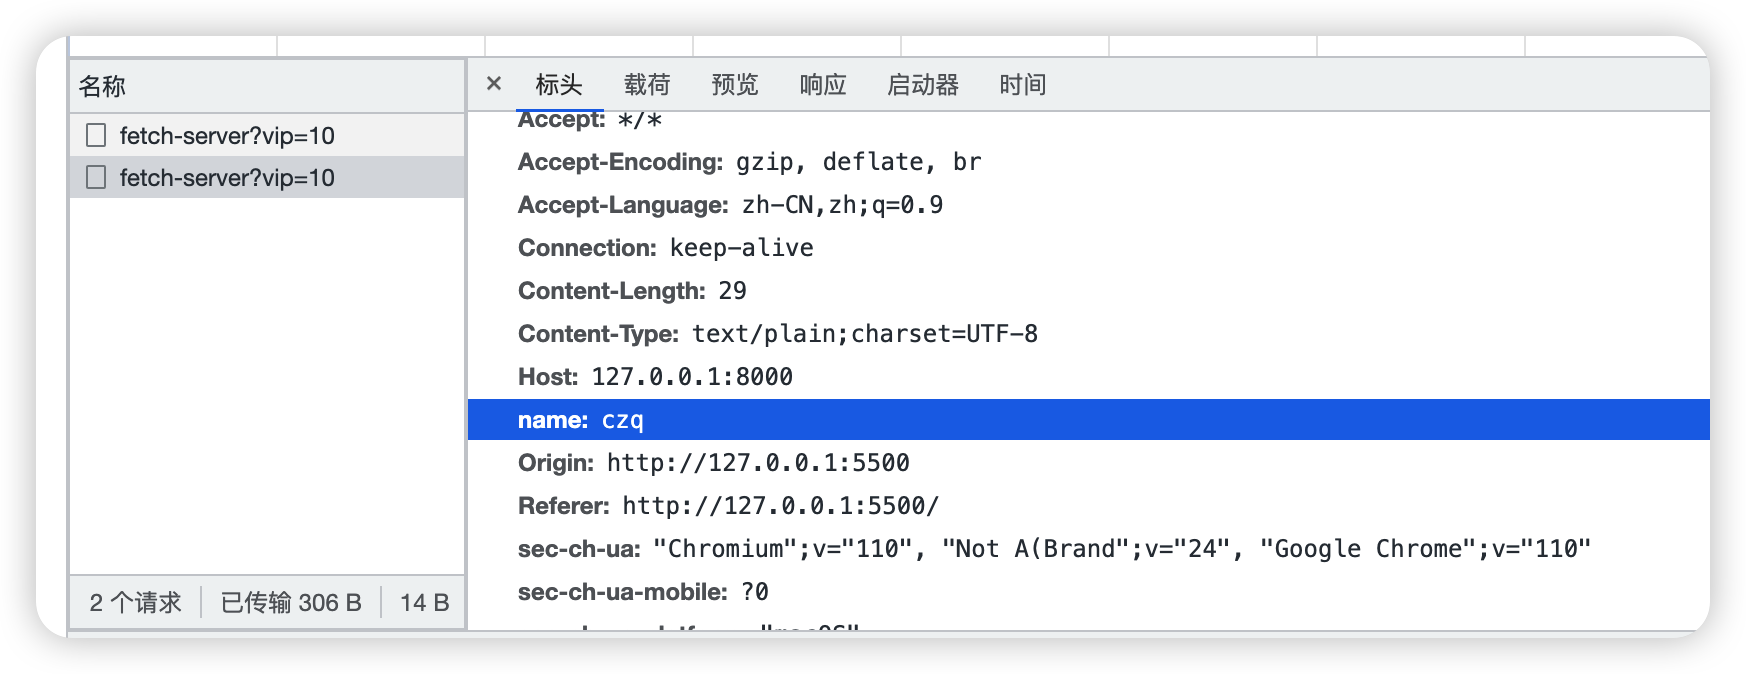 名称
fetch-server?vip=10
fetch-server?vip=10
2 个请求 已传输 306 B 14 B
× 标头 载荷 预览 响应 启动器 时间
Accept: */*
Accept-Encoding: gzip, deflate, br
Accept-Language: zh-CN,zh;q=0.9
Connection: keep-alive
Content-Length: 29
Content-Type: text/plain;charset=UTF-8
Host: 127.0.0.1:8000
name: czq
Origin: http://127.0.0.1:5500
Referer: http://127.0.0.1:5500/
sec-ch-ua: "Chromium";v="110", "Not A(Brand";v="24", "Google Chrome";v="110"
sec-ch-ua-mobile: ?0